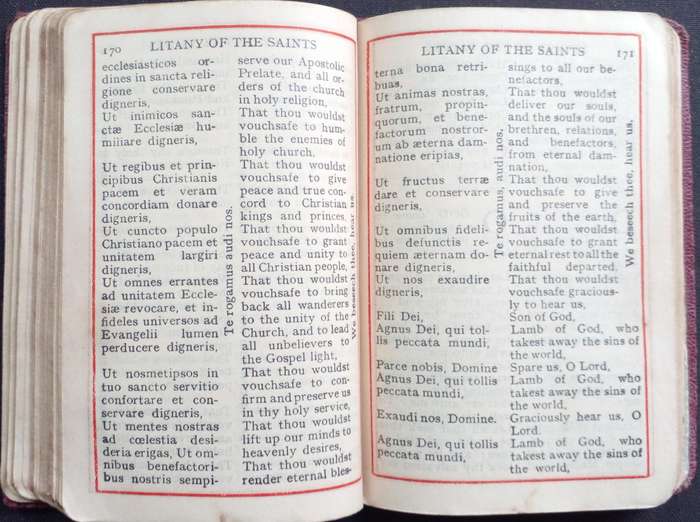 170
LITANY OF THE SAINTS
ecclesiasticos or-
dines in sancta reli-
gione conservare
digneris,
Ut inimicos san-
ctæ Ecclesiæ hu-
miliare digneris,
Ut regibus et prin-
cipibus Christianis
pacem et veram
concordiam donare
digneris,
Ut cuncto populo
Christiano pacem et
unitatem largiri
digneris,
Ut omnes errantes
ad unitatem Eccle-
siæ revocare, et in-
fideles universos ad
Evangelii lumen
perducere digneris,
Ut nosmetipsos in
tuo sancto servitio
confortare et con-
servare digneris,
Ut mentes nostras
ad cœlestia desi-
deria erigas, Ut om-
nibus benefactori-
bus nostris sempi-
Te rogamus audi nos.
serve our Apostolic
Prelate, and all or-
ders of the church
in holy religion,
That thou wouldst
vouchsafe to hum-
ble the enemies of
holy church,
That thou wouldst
vouchsafe to give
peace and true con-
cord to Christian
kings and princes,
That thou wouldst
vouchsafe to grant
peace and unity to
all Christian people,
That thou wouldst
vouchsafe to bring
back all wanderers
to the unity of the
Church, and to lead
all unbelievers to
the Gospel light,
That thou wouldst
vouchsafe to con-
firm and preserve us
in thy holy service,
That thou wouldst
lift up our minds to
heavenly desires,
That thou wouldst
render eternal bles-
We beseech thee, hear us.
LITANY OF THE SAINTS
171
terna bona retri-
buas,
Ut animas nostras,
fratrum, propin-
quorum, et bene-
factorum nostror-
um ab æterna dam-
natione eripias,
Ut fructus terræ
dare et conservare
digneris,
Ut omnibus fideli-
bus defunctis re-
quiem æternam do-
nare digneris,
Ut nos exaudire
digneris,
Fili Dei,
Agnus Dei, qui tol-
lis peccata mundi,
Parce nobis, Domine
Agnus Dei, qui tollis
peccata mundi,
Exaudi nos, Domine.
Agnus Dei, qui tollis
peccata mundi,
Te rogamus, audi nos.
sings to all our be-
nefactors,
That thou wouldst
deliver our souls,
and the souls of our
brethren, relations,
and benefactors,
from eternal dam-
nation,
That thou wouldst
vouchsafe to give
and preserve the
fruits of the earth,
That thou wouldst
vouchsafe to grant
eternal rest to all the
faithful departed,
That thou wouldst
vouchsafe gracious-
ly to hear us,
Son of God,
Lamb of God, who
takest away the sins of
the world,
Spare us, O Lord.
Lamb of God, who
takest away the sins of
the world,
Graciously hear us, O
Lord.
Lamb of God, who
takest away the sins of
the world,
We beseech thee, hear us.